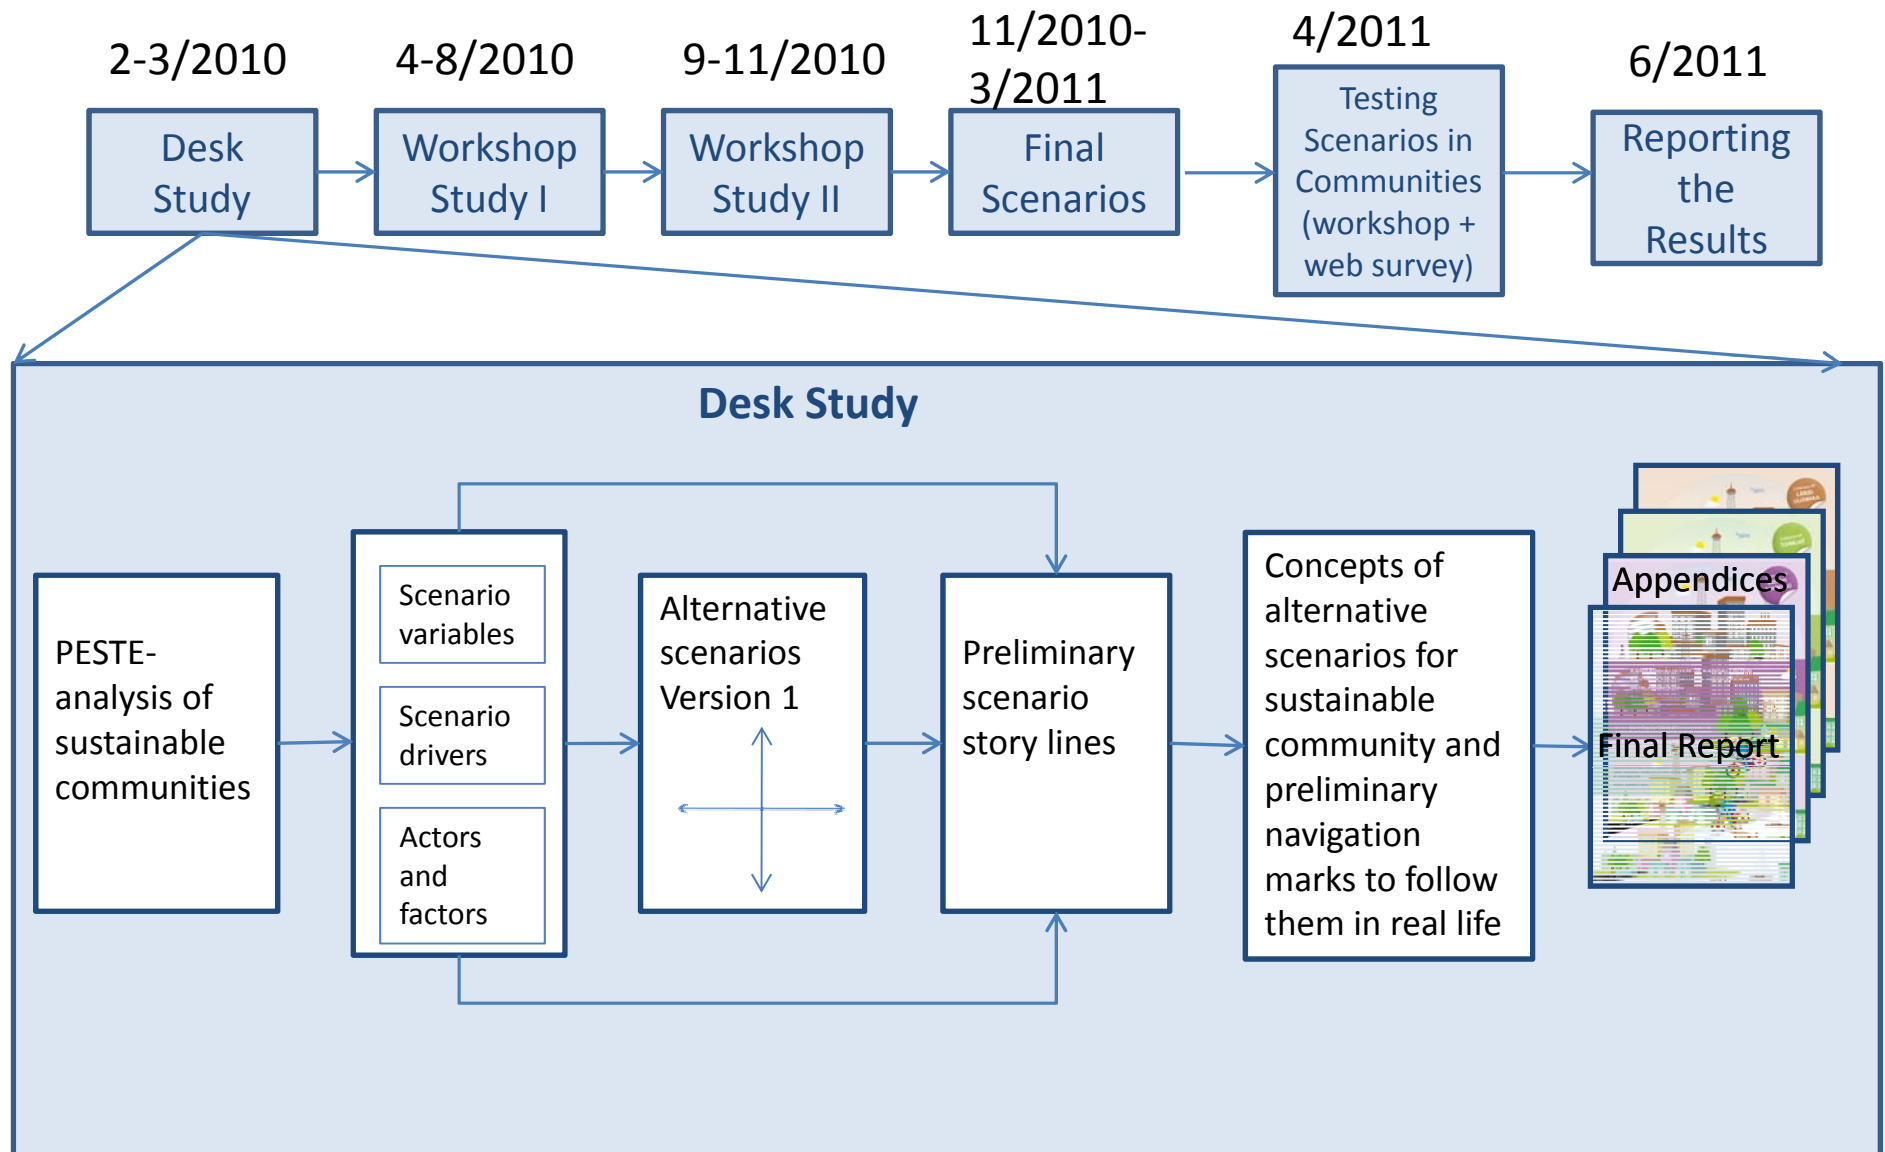 2-3/2010
4-8/2010
9-11/2010
11/2010-
3/2011
4/2011
6/2011
Desk
Study
Workshop
Study I
Workshop
Study II
Final
Scenarios
Testing
Scenarios in
Communities
(workshop +
web survey)
Reporting
the
Results
Desk Study
PESTE-
analysis of
sustainable
communities
Scenario
variables
Scenario
drivers
Actors
and
factors
Alternative
scenarios
Version 1
Preliminary
scenario
story lines
Concepts of
alternative
scenarios for
sustainable
community and
preliminary
navigation
marks to follow
them in real life
Appendices
Final Report